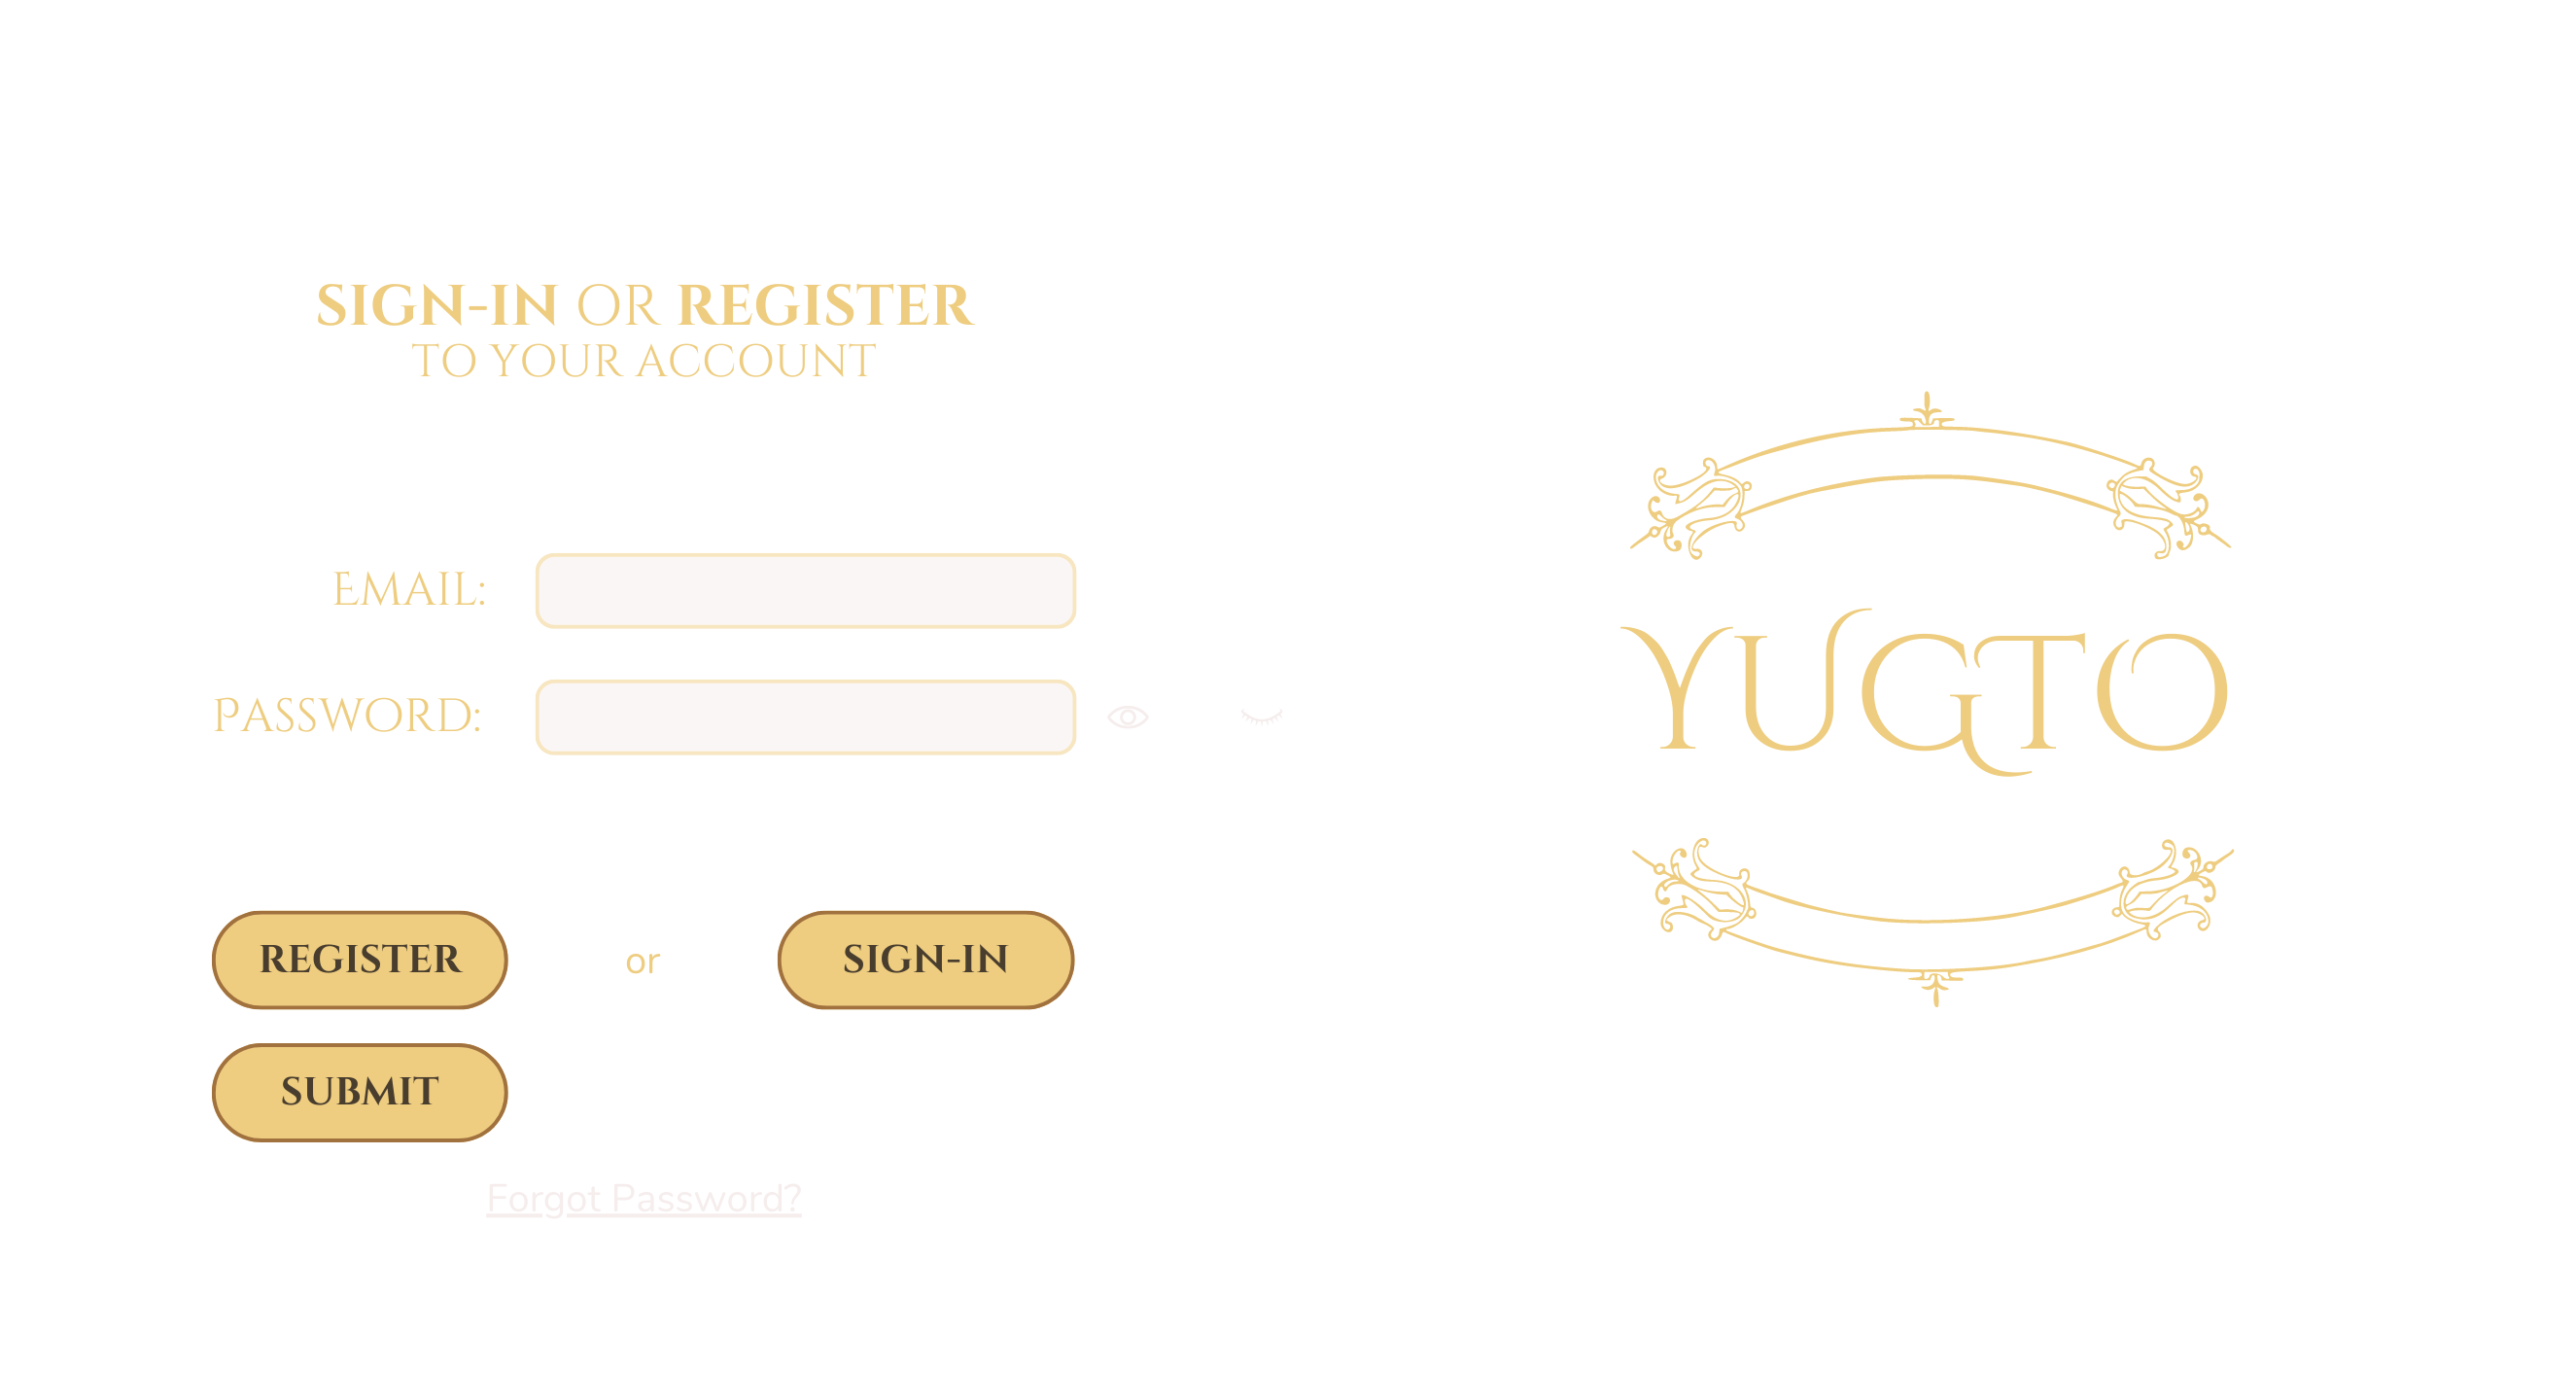 SIGN-IN OR REGISTER
TO YOUR ACCOUNT
EMAIL:
PASSWORD:
REGISTER or SIGN-IN
SUBMIT
Forgot Password?
YUGTO